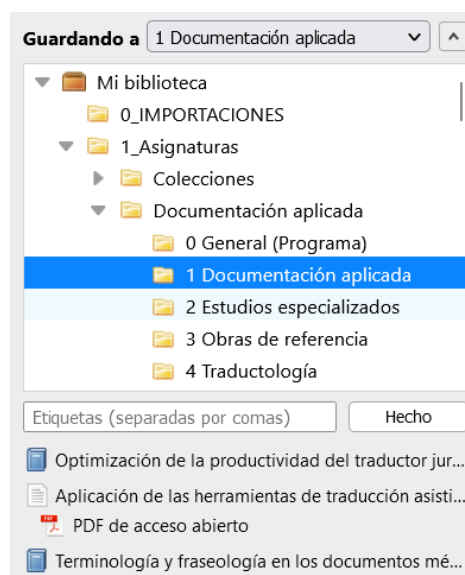 Guardando a 1 Documentación aplicada
Mi biblioteca
0_IMPORTACIONES
1_Asignaturas
Colecciones
Documentación aplicada
0 General (Programa)
1 Documentación aplicada
2 Estudios especializados
3 Obras de referencia
4 Traductología
Etiquetas (separadas por comas) Hecho
Optimización de la productividad del traductor jur...
Aplicación de las herramientas de traducción asisti...
PDF de acceso abierto
Terminología y fraseología en los documentos mé...